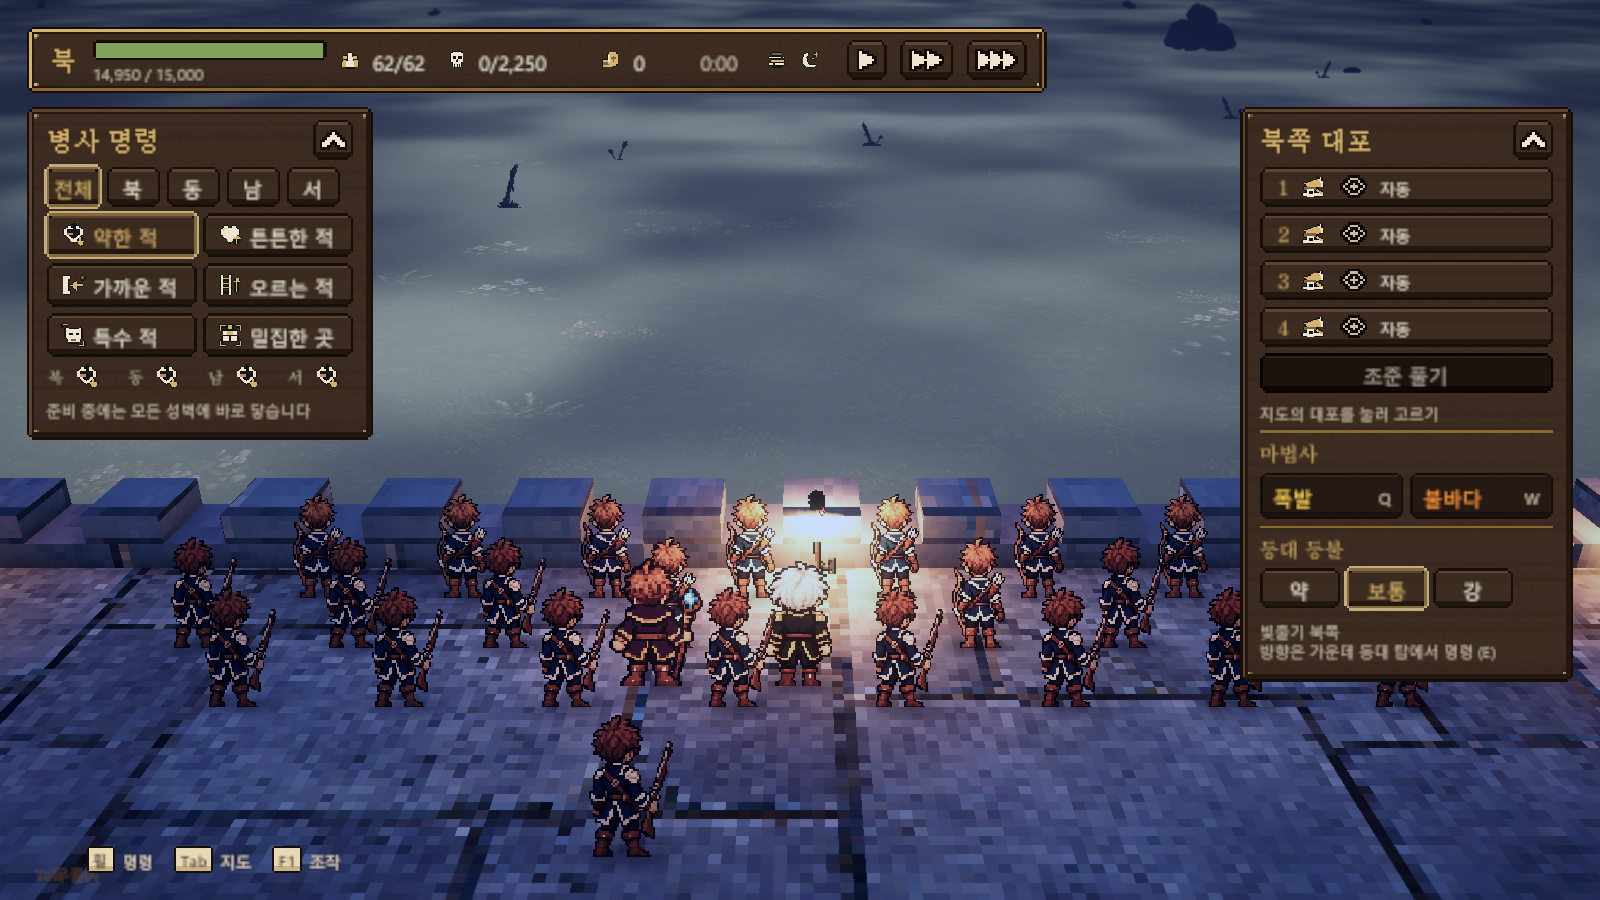 북 14,950 / 15,000 62/62 0/2,250 0 0:00
병사 명령
전체 북 동 남 서
약한 적 튼튼한 적
가까운 적 오르는 적
특수 적 밀집한 곳
북 동 남 서
준비 중에는 모든 성벽에 바로 닿습니다
북쪽 대포
1 자동
2 자동
3 자동
4 자동
조준 풀기
지도의 대포를 눌러 고르기
마법사
폭발 Q 불바다 W
등대 등불
약 보통 강
빛줄기 북쪽
방향은 가운데 등대 탑에서 명령 (E)
휠 명령 Tab 지도 F1 조작